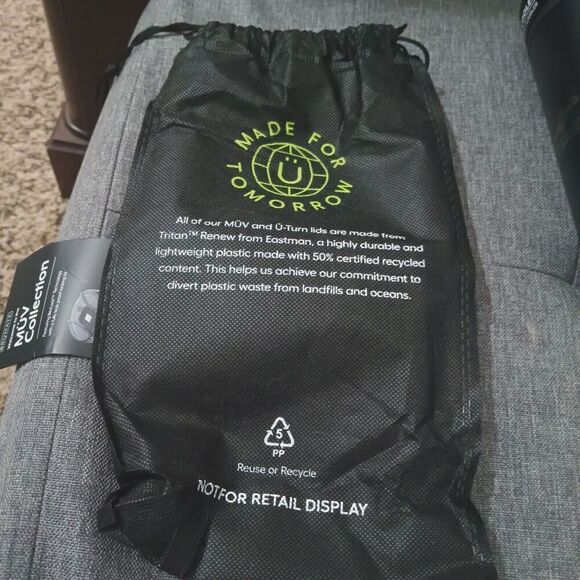 MADE FOR
Ü
TOMORROW
All of our MÜV and Ü-Turn lids are made from
Tritan™ Renew from Eastman, a highly durable and
lightweight plastic made with 50% certified recycled
content. This helps us achieve our commitment to
divert plastic waste from landfills and oceans.
5
PP
Reuse or Recycle
NOT FOR RETAIL DISPLAY
MÜV
Collection